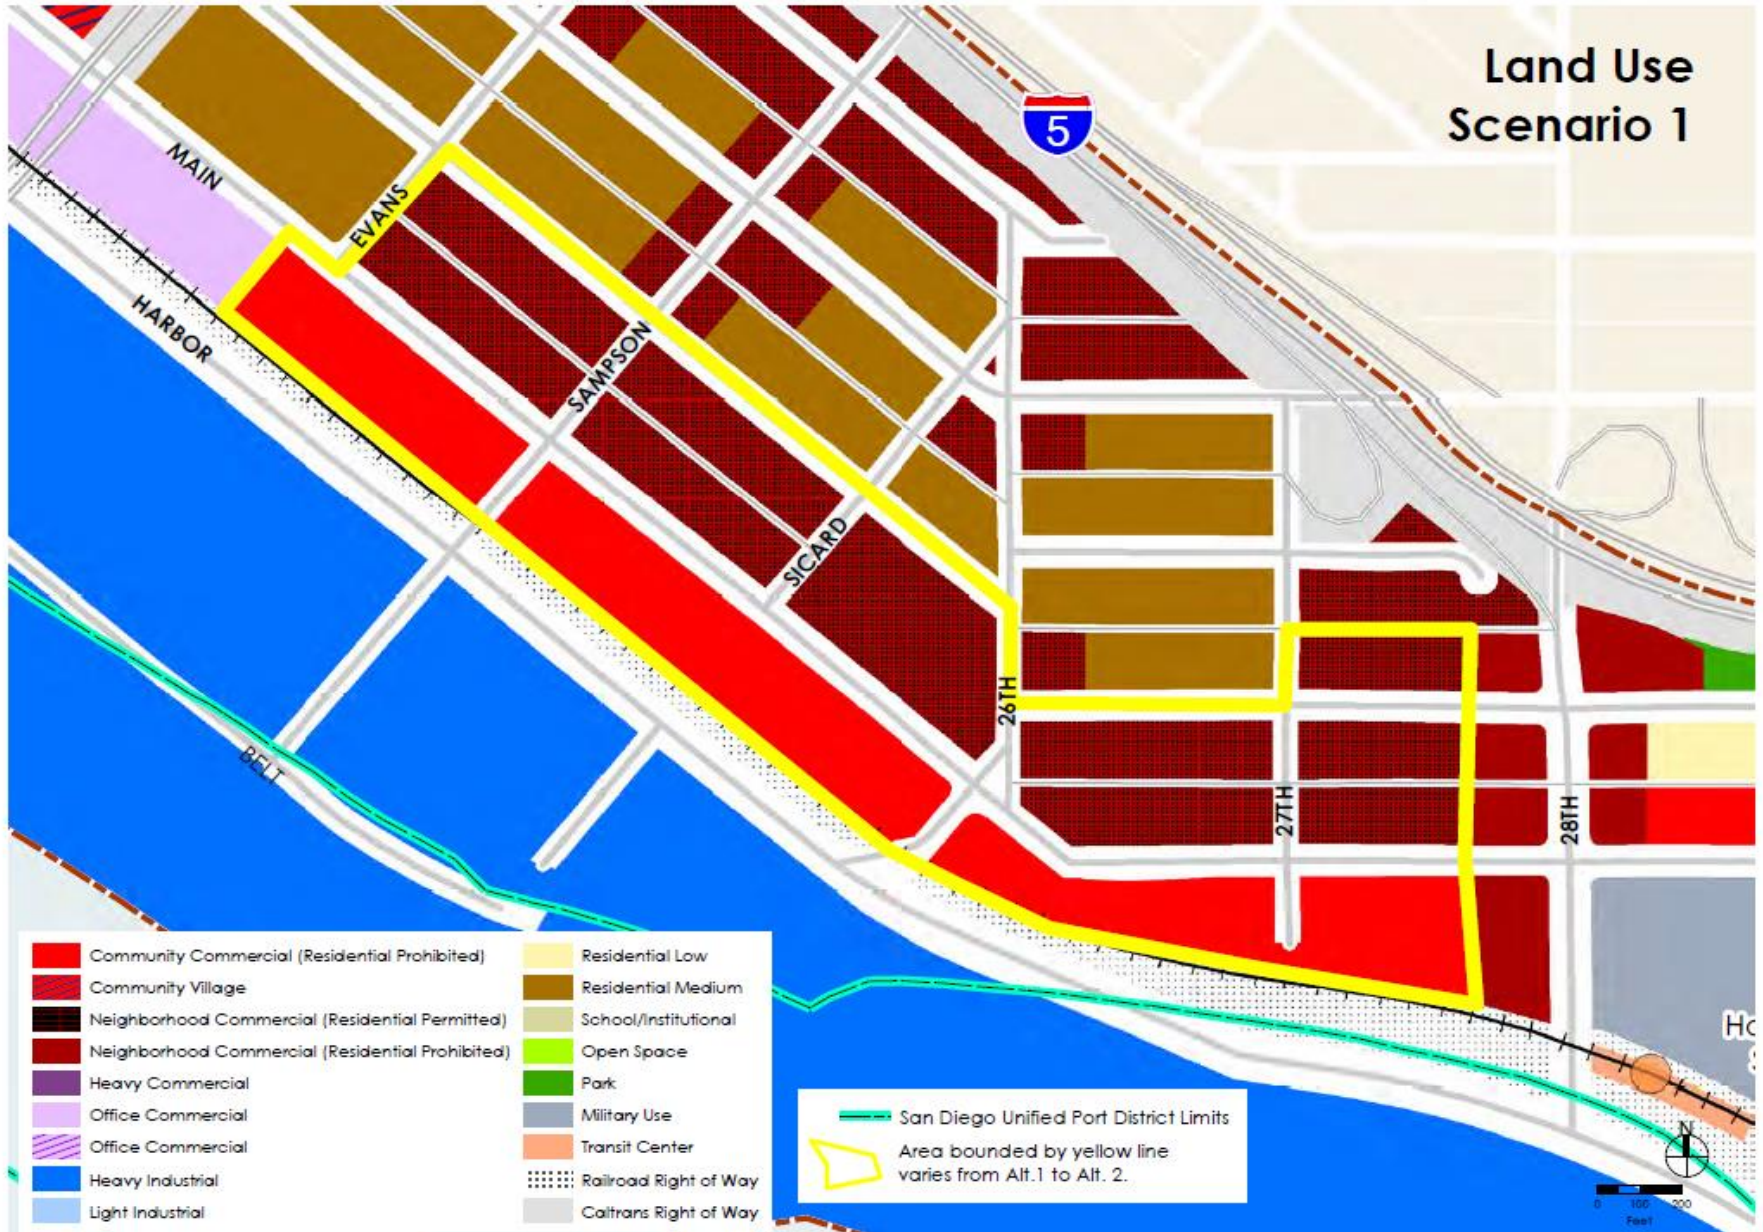 Land Use
Scenario 1
5
MAIN
EVANS
HARBOR
SAMPSON
SICARD
26TH
27TH
28TH
BELT
Community Commercial (Residential Prohibited)
Community Village
Neighborhood Commercial (Residential Permitted)
Neighborhood Commercial (Residential Prohibited)
Heavy Commercial
Office Commercial
Office Commercial
Heavy Industrial
Light Industrial
Residential Low
Residential Medium
School/Institutional
Open Space
Park
Military Use
Transit Center
Railroad Right of Way
Caltrans Right of Way
San Diego Unified Port District Limits
Area bounded by yellow line
varies from Alt.1 to Alt. 2.
N
0 100 200
Feet